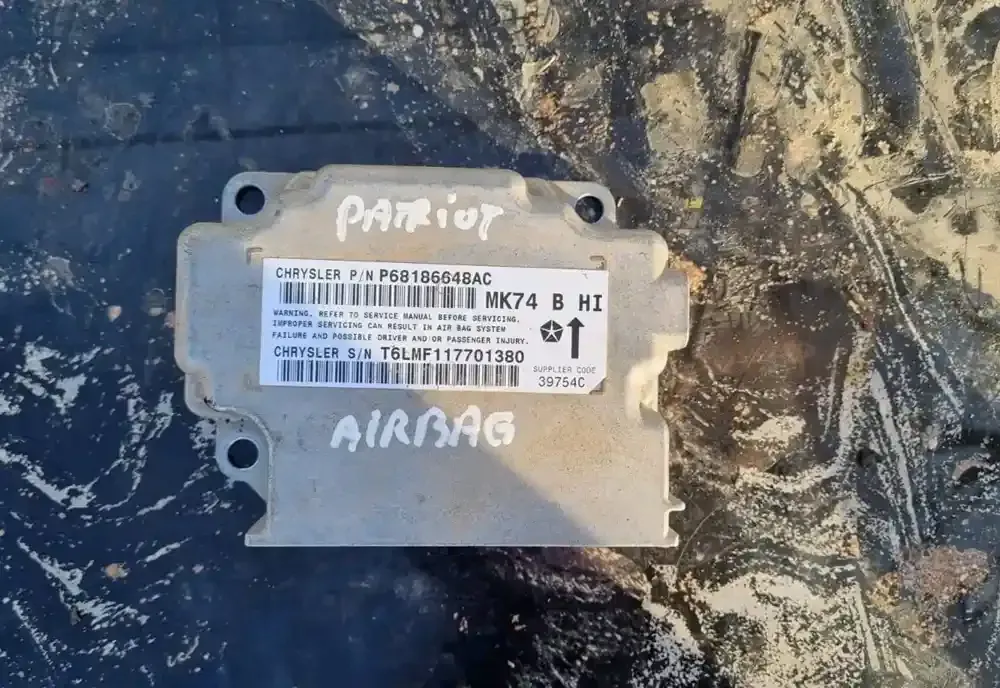 PATRIOT
CHRYSLER P/N P68186648AC
MK74 B HI
WARNING. REFER TO SERVICE MANUAL BEFORE SERVICING.
IMPROPER SERVICING CAN RESULT IN AIR BAG SYSTEM
FAILURE AND POSSIBLE DRIVER AND/OR PASSENGER INJURY.
CHRYSLER S/N T6LMF117701380
SUPPLIER CODE
39754C
AIRBAG